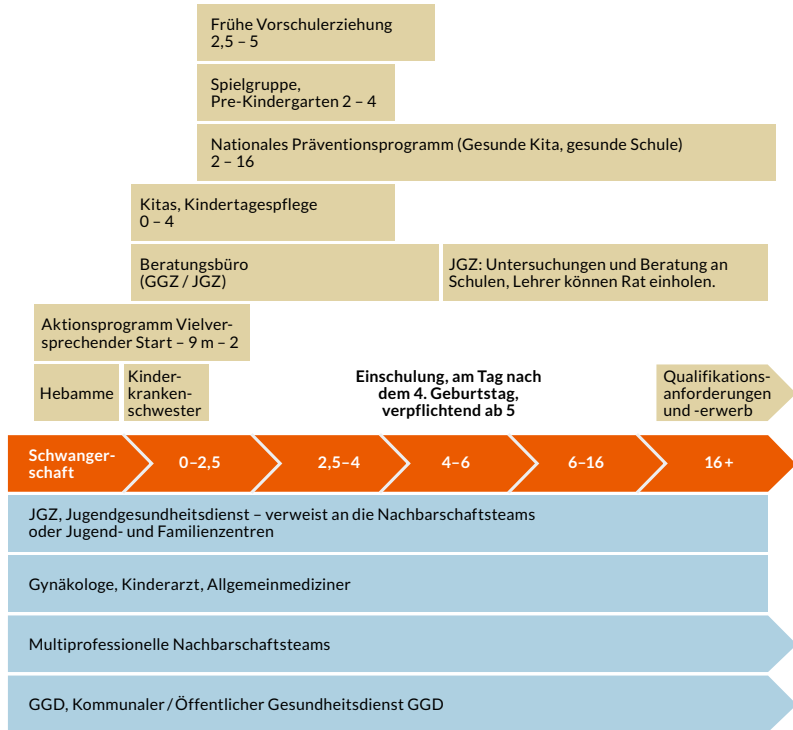 Frühe Vorschulerziehung
2,5 – 5
Spielgruppe,
Pre-Kindergarten 2 – 4
Nationales Präventionsprogramm (Gesunde Kita, gesunde Schule)
2 – 16
Kitas, Kindertagespflege
0 – 4
Beratungsbüro
(GGZ / JGZ)
JGZ: Untersuchungen und Beratung an
Schulen, Lehrer können Rat einholen.
Aktionsprogramm Vielver-
sprechender Start – 9 m – 2
Hebamme
Kinder-
kranken-
schwester
Einschulung, am Tag nach
dem 4. Geburtstag,
verpflichtend ab 5
Qualifikations-
anforderungen
und -erwerb
Schwanger-
schaft
0–2,5
2,5–4
4–6
6–16
16+
JGZ, Jugendgesundheitsdienst – verweist an die Nachbarschaftsteams
oder Jugend- und Familienzentren
Gynäkologe, Kinderarzt, Allgemeinmediziner
Multiprofessionelle Nachbarschaftsteams
GGD, Kommunaler / Öffentlicher Gesundheitsdienst GGD